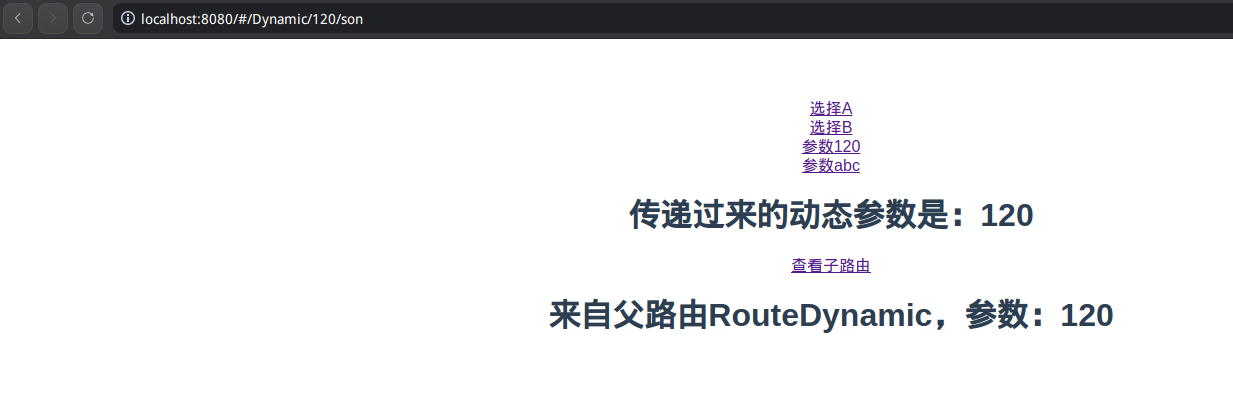 localhost:8080/#/Dynamic/120/son
选择A
选择B
参数120
参数abc
传递过来的动态参数是：120
查看子路由
来自父路由RouteDynamic，参数：120